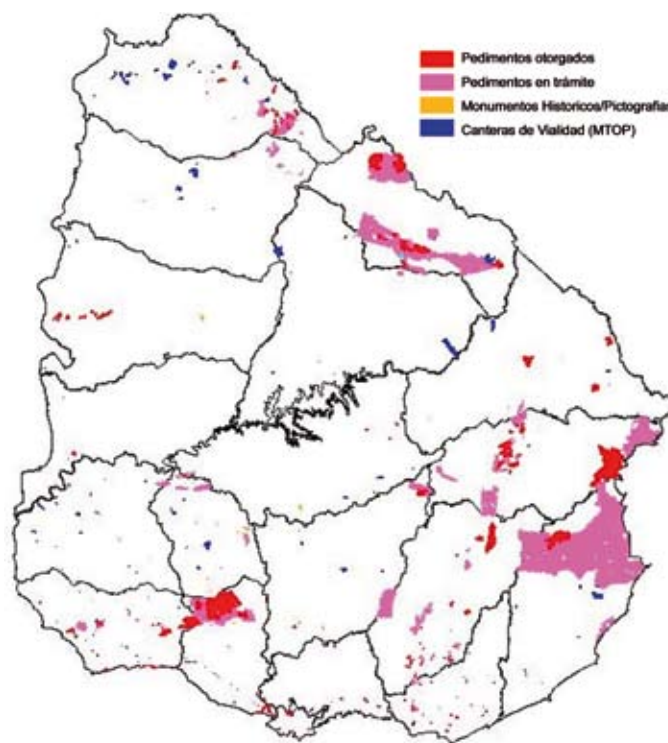 Pedimentos otorgados
Pedimentos en trámite
Monumentos Historicos/Pictografias
Canteras de Vialidad (MTOP)